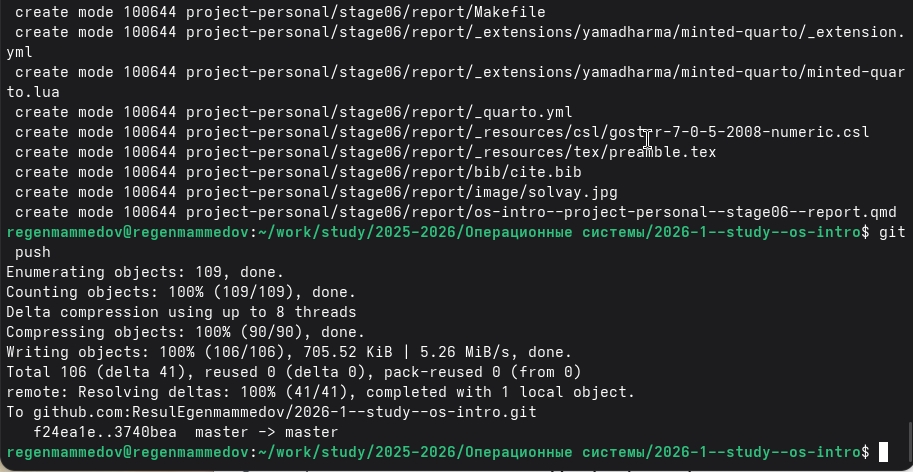 create mode 100644 project-personal/stage06/report/Makefile
create mode 100644 project-personal/stage06/report/_extensions/yamadharma/minted-quarto/_extension.
yml
create mode 100644 project-personal/stage06/report/_extensions/yamadharma/minted-quarto/minted-quar
to.lua
create mode 100644 project-personal/stage06/report/_quarto.yml
create mode 100644 project-personal/stage06/report/_resources/csl/gost-r-7-0-5-2008-numeric.csl
create mode 100644 project-personal/stage06/report/_resources/tex/preamble.tex
create mode 100644 project-personal/stage06/report/bib/cite.bib
create mode 100644 project-personal/stage06/report/image/solvay.jpg
create mode 100644 project-personal/stage06/report/os-intro--project-personal--stage06--report.qmd
regenmammedov@regenmammedov:~/work/study/2025-2026/Операционные системы/2026-1--study--os-intro$ git
push
Enumerating objects: 109, done.
Counting objects: 100% (109/109), done.
Delta compression using up to 8 threads
Compressing objects: 100% (90/90), done.
Writing objects: 100% (106/106), 705.52 KiB | 5.26 MiB/s, done.
Total 106 (delta 41), reused 0 (delta 0), pack-reused 0 (from 0)
remote: Resolving deltas: 100% (41/41), completed with 1 local object.
To github.com:ResulEgenmammedov/2026-1--study--os-intro.git
f24ea1e..3740bea  master -> master
regenmammedov@regenmammedov:~/work/study/2025-2026/Операционные системы/2026-1--study--os-intro$